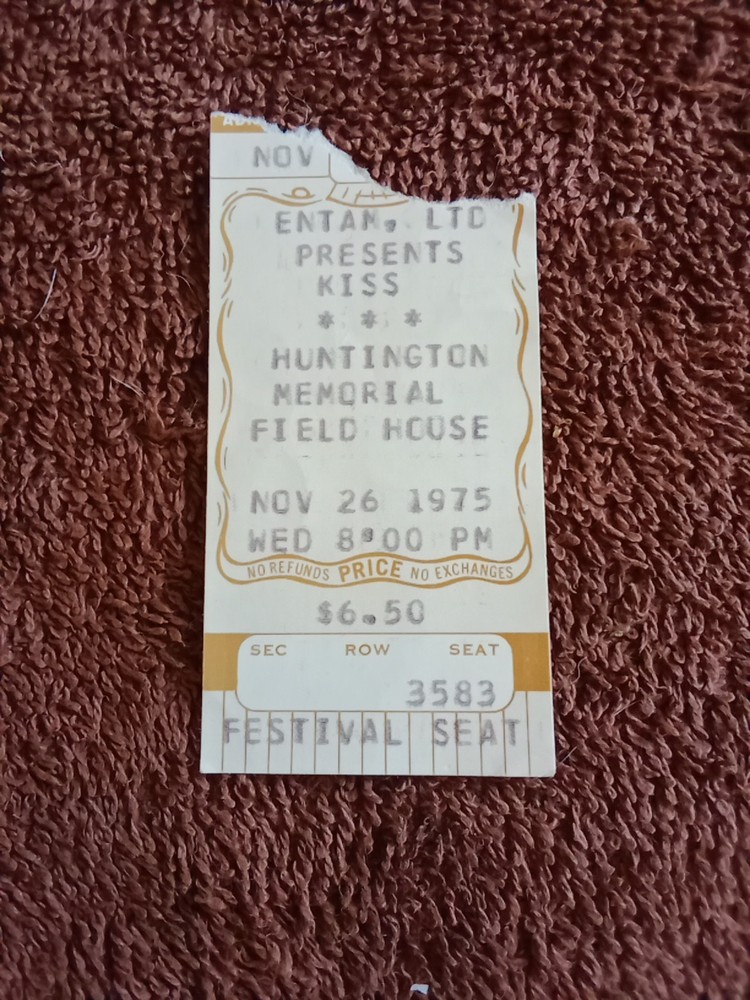 NOV
ENTAM, LTD
PRESENTS
KISS
* * *
HUNTINGTON
MEMORIAL
FIELD HOUSE
NOV 26 1975
WED 8:00 PM
NO REFUNDS PRICE NO EXCHANGES
$6.50
SEC ROW SEAT
3583
FESTIVAL SEAT